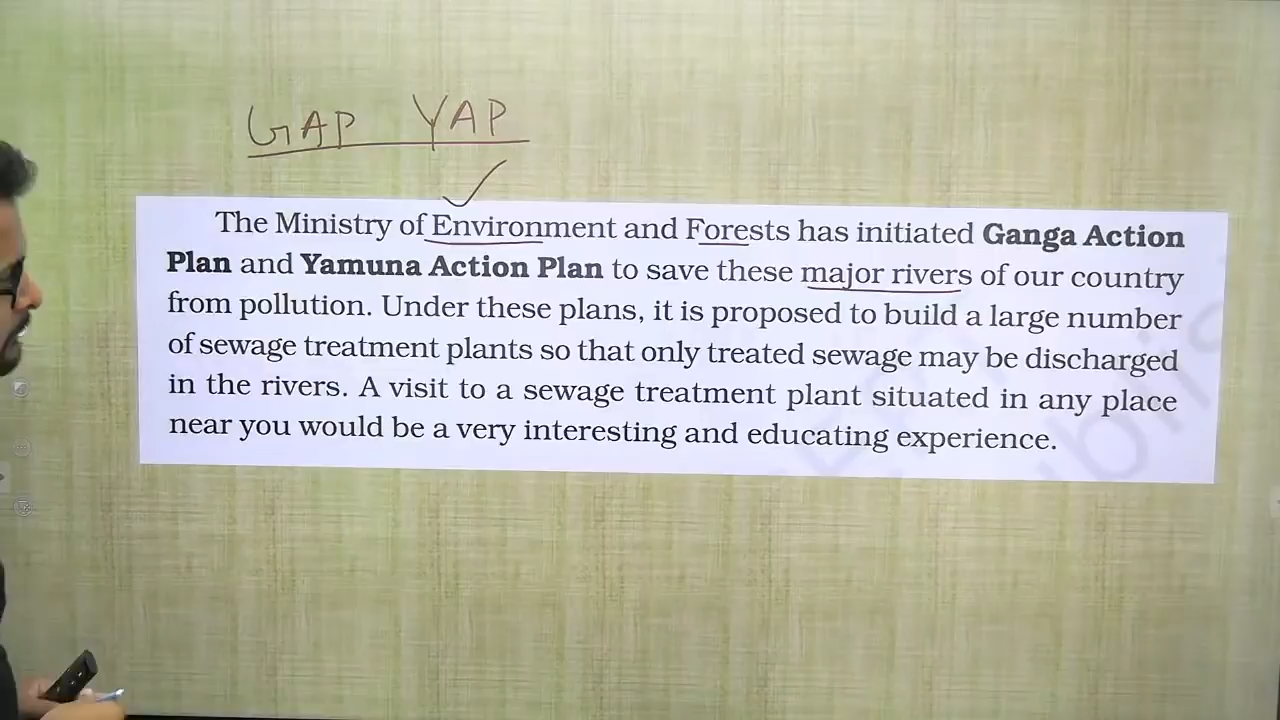 GAP YAP
The Ministry of Environment and Forests has initiated Ganga Action
Plan and Yamuna Action Plan to save these major rivers of our country
from pollution. Under these plans, it is proposed to build a large number
of sewage treatment plants so that only treated sewage may be discharged
in the rivers. A visit to a sewage treatment plant situated in any place
near you would be a very interesting and educating experience.